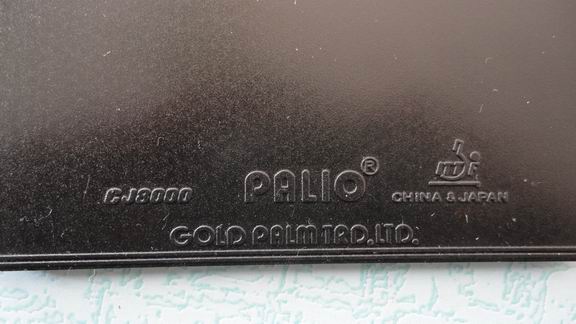 CJ8000 PALIO® ITTF
CHINA & JAPAN
GOLD PALM TRD.LTD.